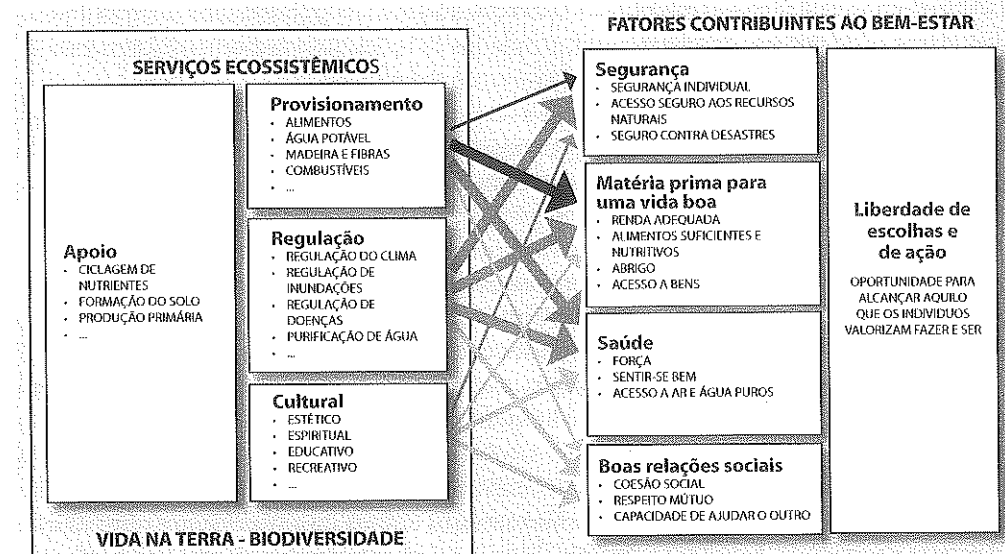 FATORES CONTRIBUINTES AO BEM-ESTAR
SERVIÇOS ECOSSISTÊMICOS
Apoio
• CICLAGEM DE
NUTRIENTES
• FORMAÇÃO DO SOLO
• PRODUÇÃO PRIMÁRIA
• ...
Provisionamento
• ALIMENTOS
• ÁGUA POTÁVEL
• MADEIRA E FIBRAS
• COMBUSTÍVEIS
• ...
Regulação
• REGULAÇÃO DO CLIMA
• REGULAÇÃO DE
INUNDAÇÕES
• REGULAÇÃO DE
DOENÇAS
• PURIFICAÇÃO DE ÁGUA
• ...
Cultural
• ESTÉTICO
• ESPIRITUAL
• EDUCATIVO
• RECREATIVO
• ...
VIDA NA TERRA - BIODIVERSIDADE
Segurança
• SEGURANÇA INDIVIDUAL
• ACESSO SEGURO AOS RECURSOS
NATURAIS
• SEGURO CONTRA DESASTRES
Matéria prima para
uma vida boa
• RENDA ADEQUADA
• ALIMENTOS SUFICIENTES E
NUTRITIVOS
• ABRIGO
• ACESSO A BENS
Saúde
• FORÇA
• SENTIR-SE BEM
• ACESSO A AR E ÁGUA PUROS
Boas relações sociais
• COESÃO SOCIAL
• RESPEITO MÚTUO
• CAPACIDADE DE AJUDAR O OUTRO
Liberdade de
escolhas e
de ação
OPORTUNIDADE PARA
ALCANÇAR AQUILO
QUE OS INDIVIDUOS
VALORIZAM FAZER E SER